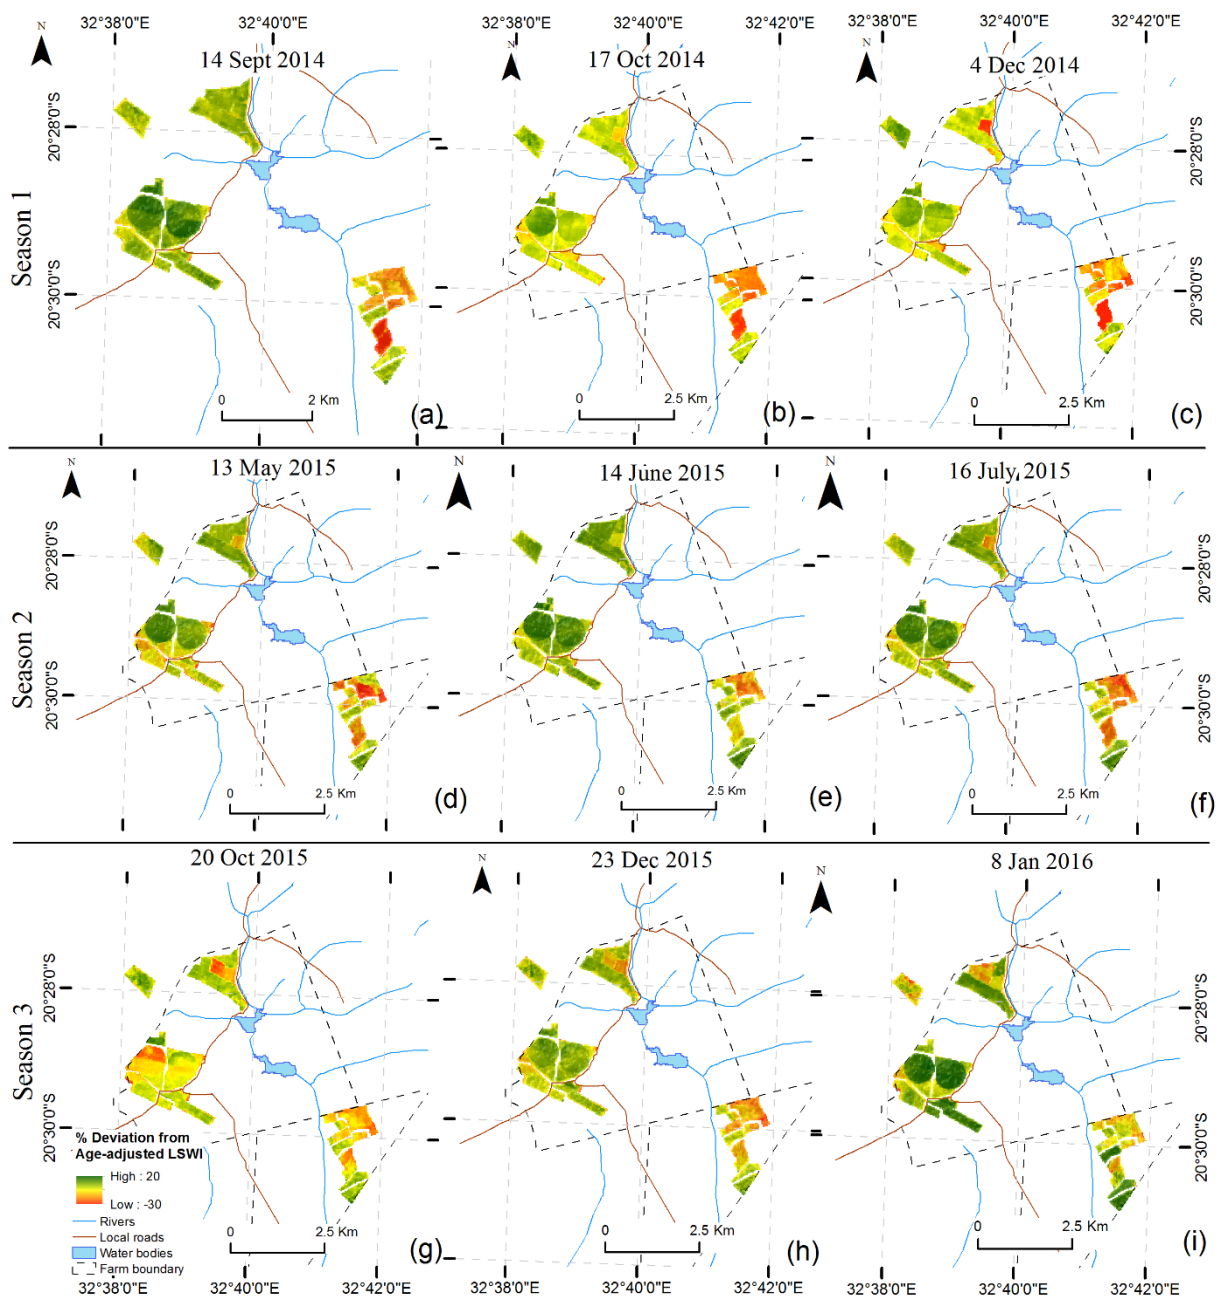 32°38'0"E 32°40'0"E 32°42'0"E 32°38'0"E 32°40'0"E 32°42'0"E
N
14 Sept 2014
N
17 Oct 2014
N
4 Dec 2014
Season 1
20°28'0"S
20°30'0"S
20°28'0"S
20°30'0"S
0 2 Km
(a)
0 2.5 Km
(b)
0 2.5 Km
(c)
N
13 May 2015
N
14 June 2015
N
16 July 2015
Season 2
20°28'0"S
20°30'0"S
20°28'0"S
20°30'0"S
0 2.5 Km
(d)
0 2.5 Km
(e)
0 2.5 Km
(f)
20 Oct 2015
N
23 Dec 2015
N
8 Jan 2016
Season 3
20°28'0"S
20°30'0"S
20°28'0"S
20°30'0"S
% Deviation from
Age-adjusted LSWI
High : 20
Low : -30
Rivers
Local roads
Water bodies
Farm boundary
0 2.5 Km
(g)
0 2.5 Km
(h)
0 2.5 Km
(i)
32°38'0"E 32°40'0"E 32°42'0"E 32°38'0"E 32°40'0"E 32°42'0"E 32°38'0"E 32°40'0"E 32°42'0"E